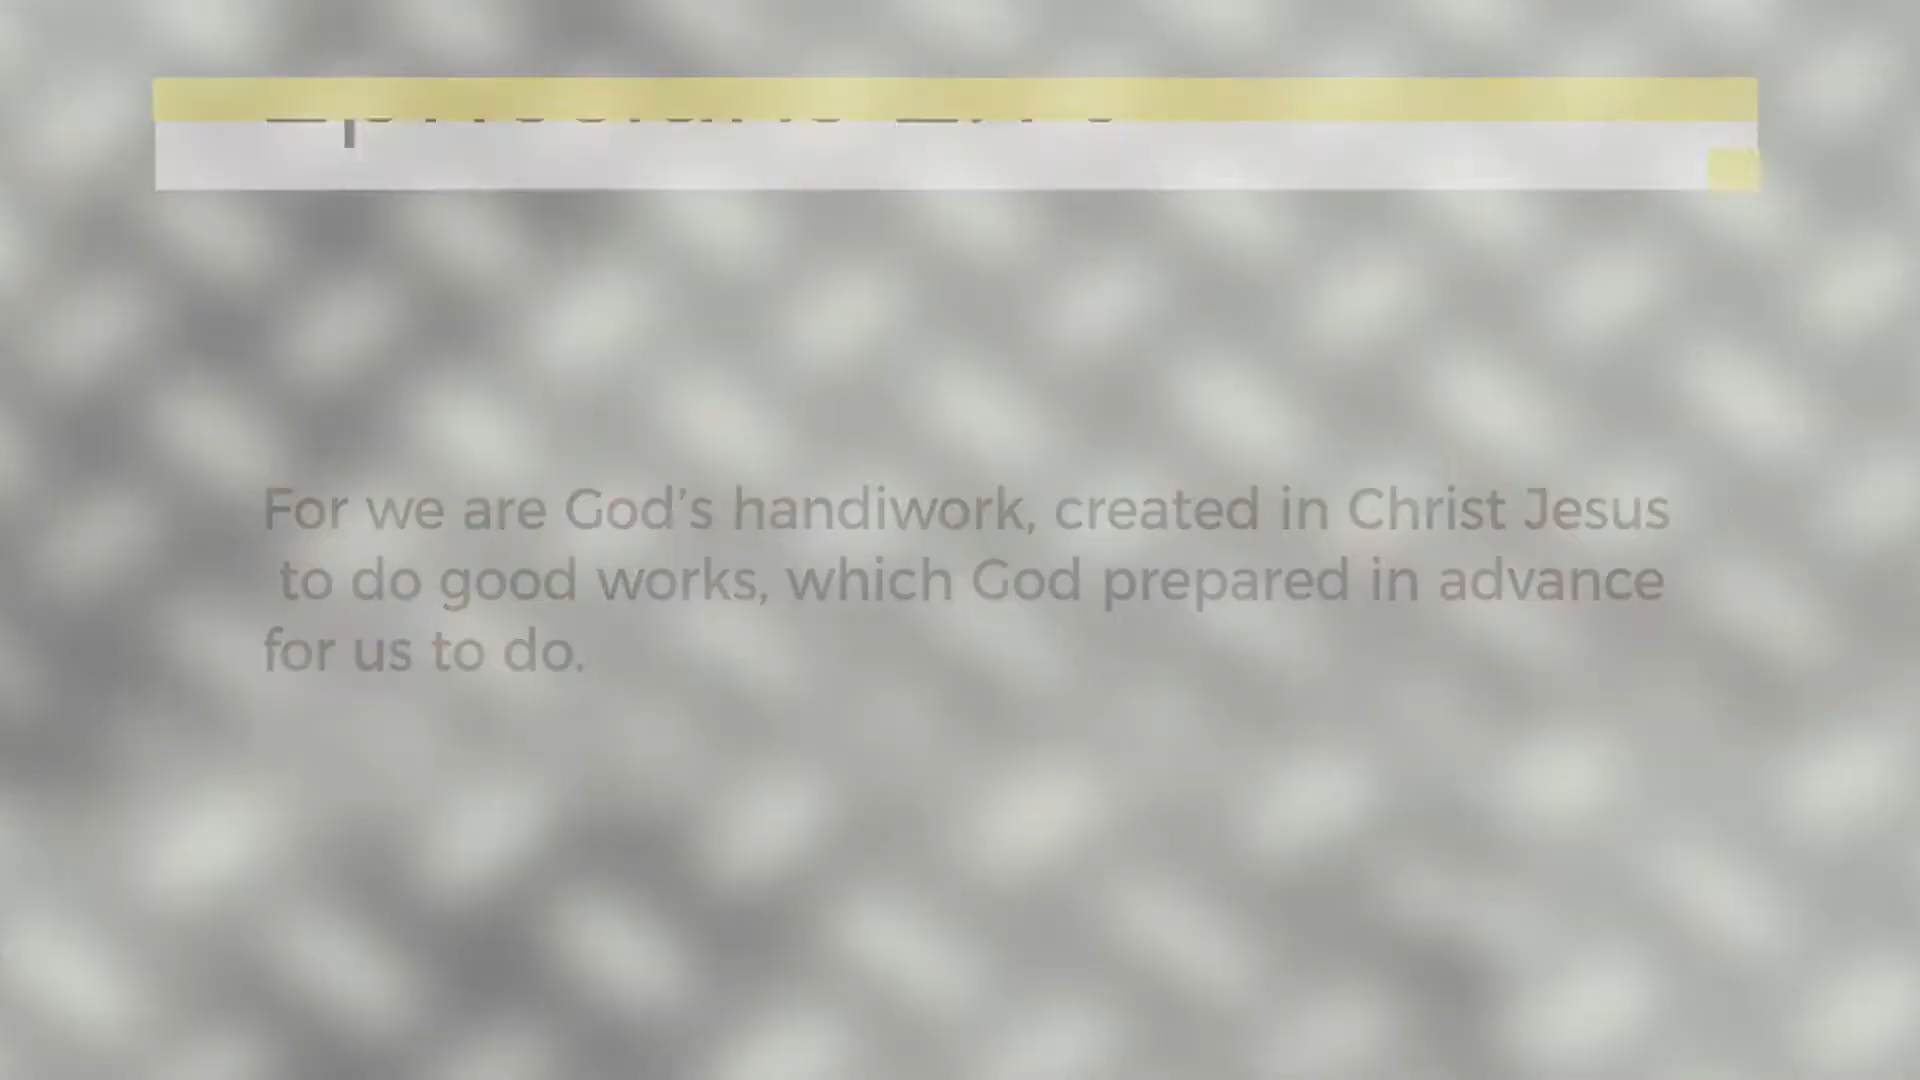 For we are God’s handiwork, created in Christ Jesus
to do good works, which God prepared in advance
for us to do.